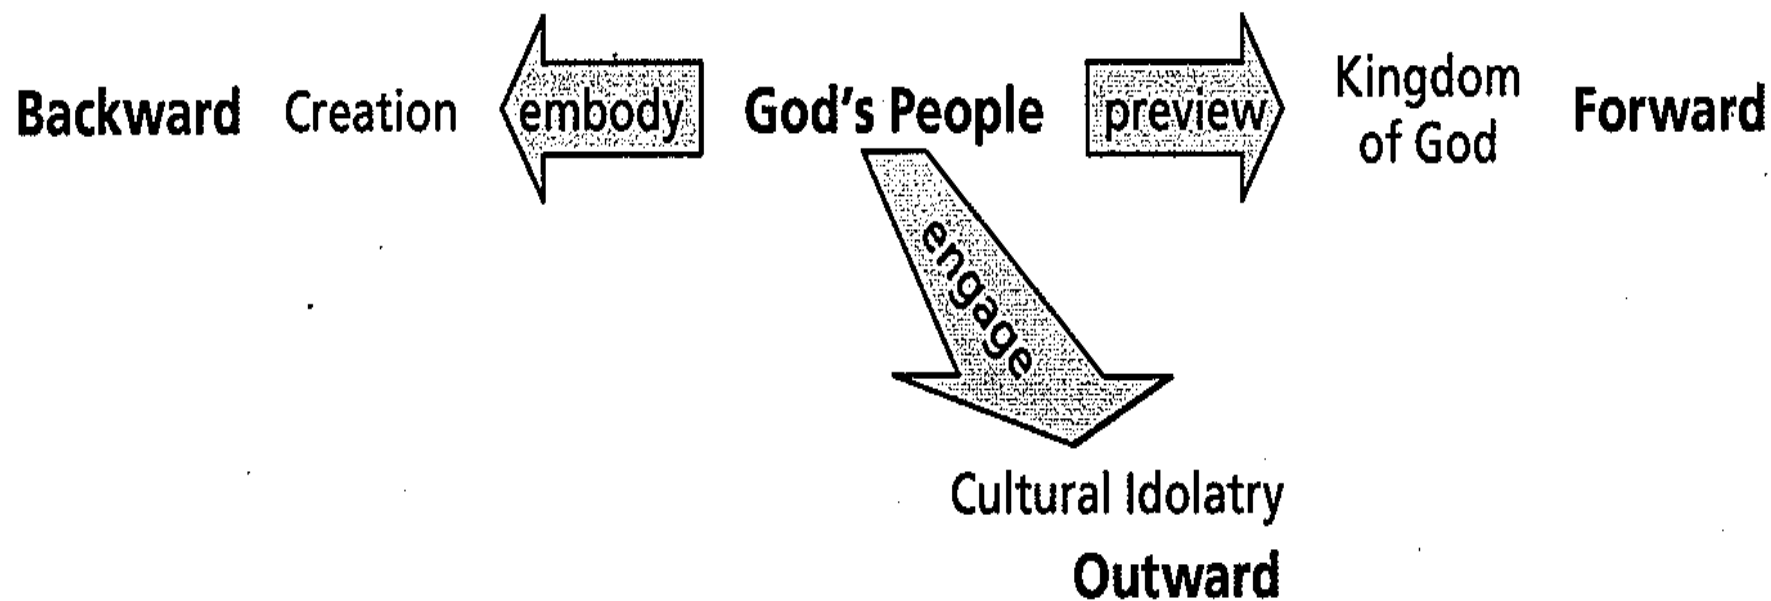 Backward Creation embody God's People preview Kingdom of God Forward
engage
Cultural Idolatry
Outward